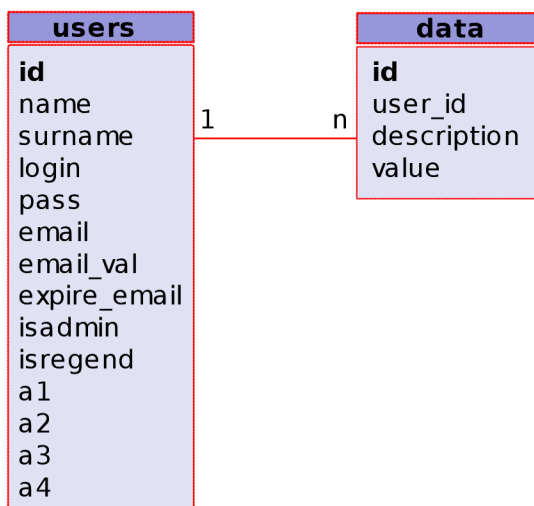 users
id
name
surname
login
pass
email
email_val
expire_email
isadmin
isregend
a1
a2
a3
a4
1
n
data
id
user_id
description
value